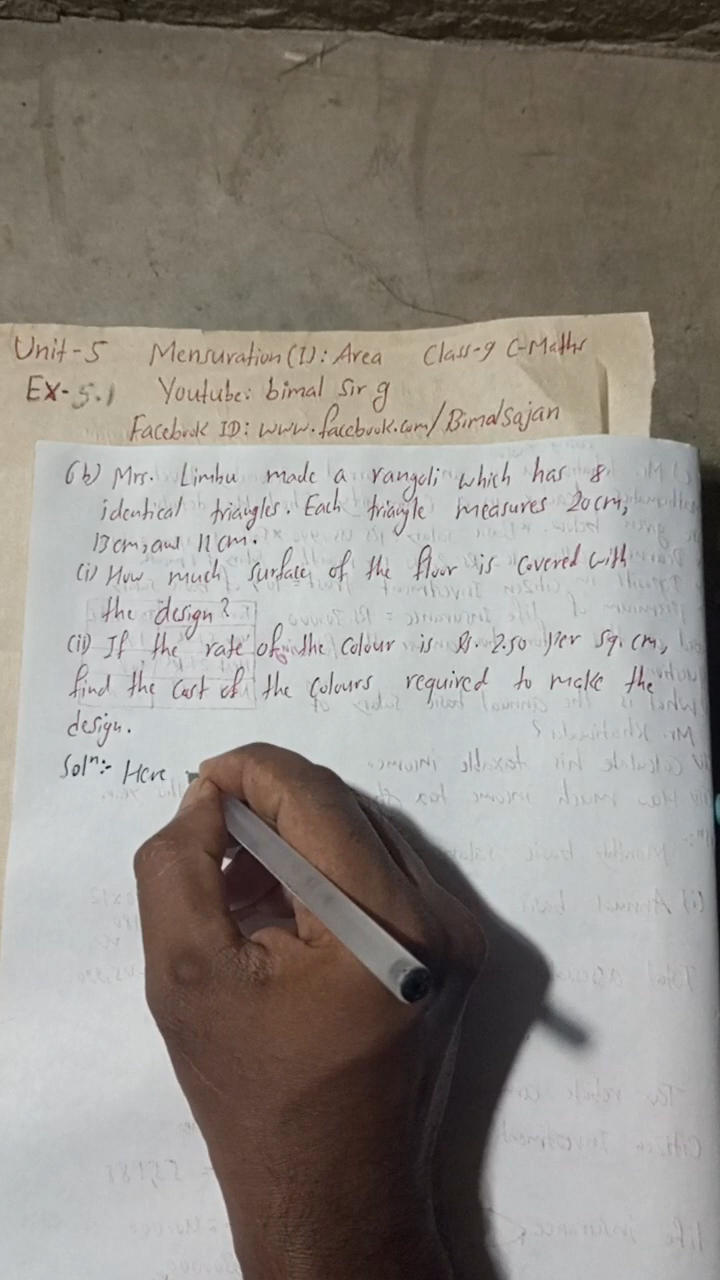 Unit-5 Mensuration (I): Area Class-9 C-Maths
Ex-5.1 Youtube: bimal Sir g
Facebook ID: www.facebook.com/BimalSajan
6b) Mrs. Limbu made a rangoli which has 8
identical triangles. Each triangle measures 20cm,
13cm, and 11cm.
(i) How much surface of the floor is covered with
the design?
(ii) If the rate of the colour is Rs. 2.50 per sq. cm,
find the cost of the colours required to make the
design.
Solⁿ:- Here